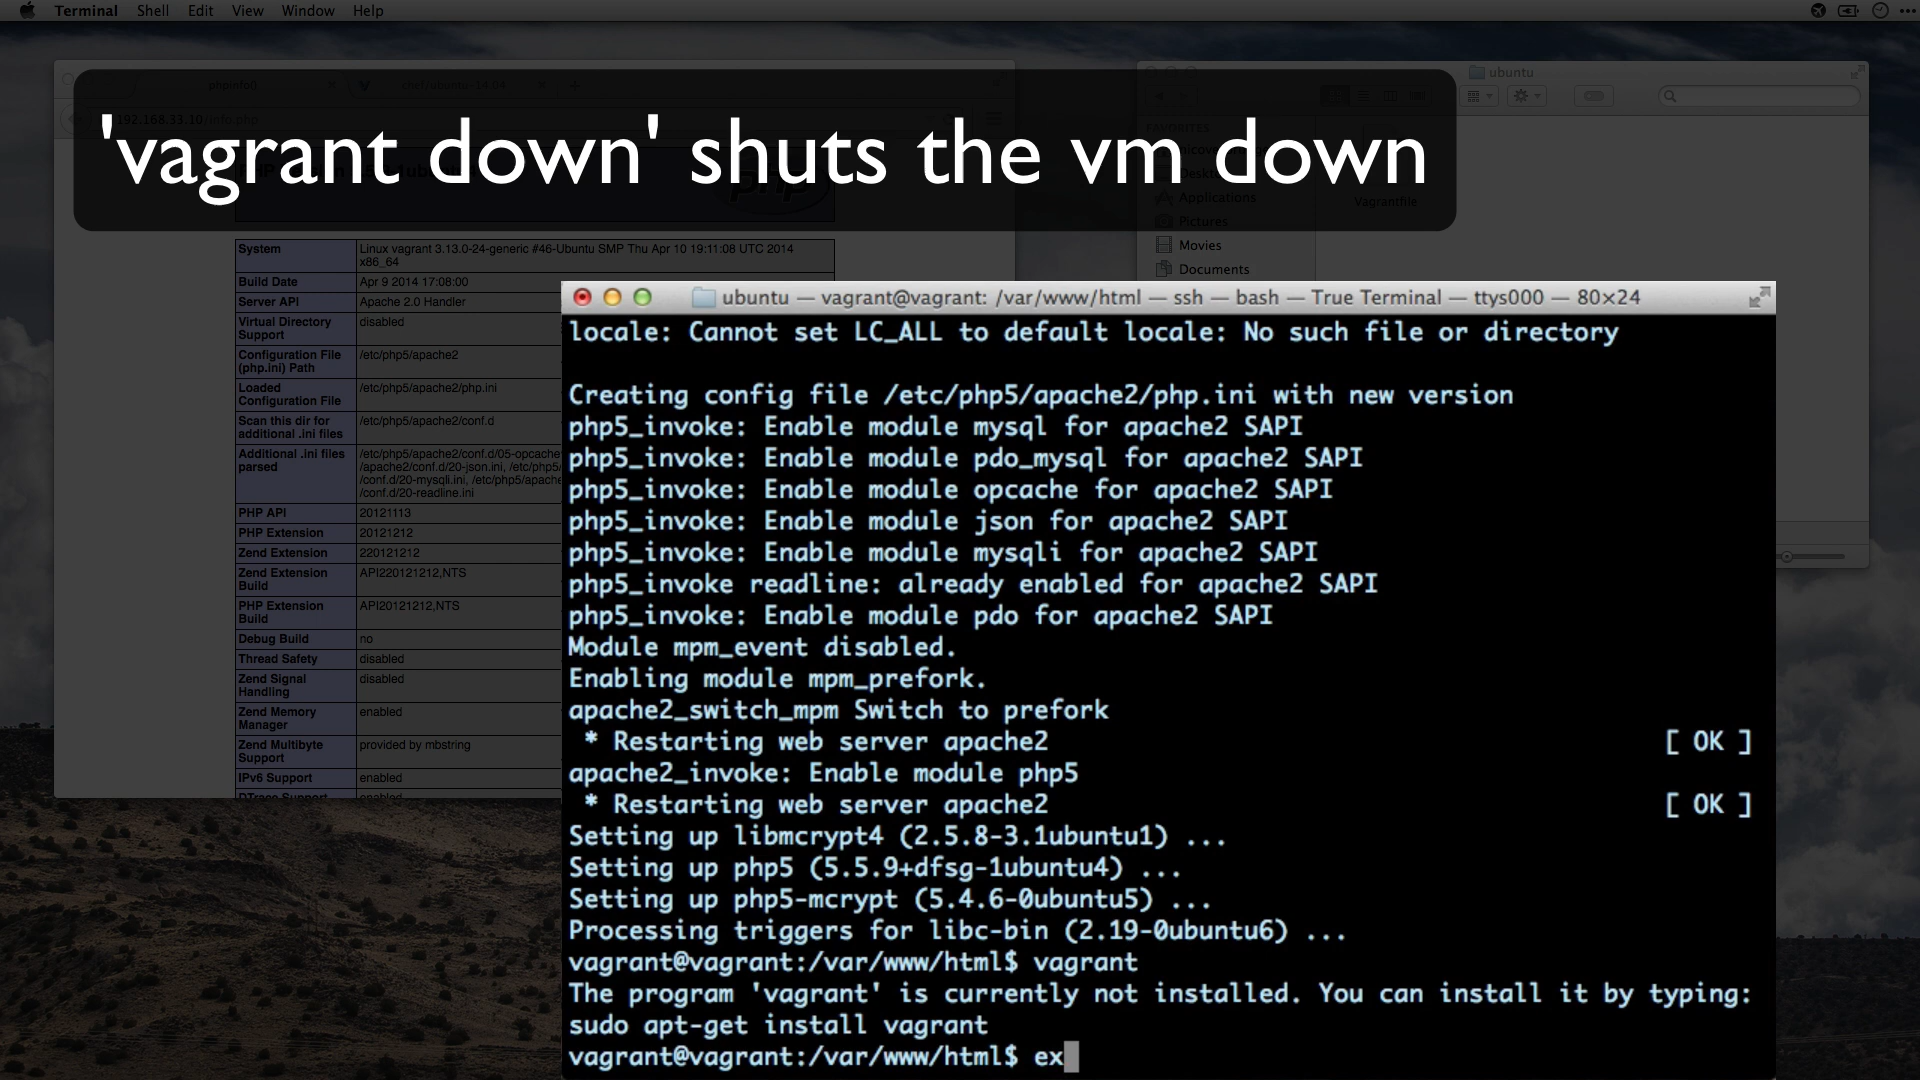 Terminal Shell Edit View Window Help
phpinfo()
chef/ubuntu-14.04
192.168.33.10/info.php
'vagrant down' shuts the vm down
ubuntu
FAVORITES
Applications
Pictures
Movies
Documents
Vagrantfile
System Linux vagrant 3.13.0-24-generic #46-Ubuntu SMP Thu Apr 10 19:11:08 UTC 2014
x86_64
Build Date Apr 9 2014 17:08:00
Server API Apache 2.0 Handler
Virtual Directory disabled
Support
Configuration File /etc/php5/apache2
(php.ini) Path
Loaded /etc/php5/apache2/php.ini
Configuration File
Scan this dir for /etc/php5/apache2/conf.d
additional .ini files
Additional .ini files /etc/php5/apache2/conf.d/05-opcache
parsed /apache2/conf.d/20-json.ini, /etc/php5/
/conf.d/20-mysqli.ini, /etc/php5/apache
/conf.d/20-readline.ini
PHP API 20121113
PHP Extension 20121212
Zend Extension 220121212
Zend Extension API220121212,NTS
Build
PHP Extension API20121212,NTS
Build
Debug Build no
Thread Safety disabled
Zend Signal disabled
Handling
Zend Memory enabled
Manager
Zend Multibyte provided by mbstring
Support
IPv6 Support enabled
DTrace Support enabled
ubuntu — vagrant@vagrant: /var/www/html — ssh — bash — True Terminal — ttys000 — 80×24
locale: Cannot set LC_ALL to default locale: No such file or directory
Creating config file /etc/php5/apache2/php.ini with new version
php5_invoke: Enable module mysql for apache2 SAPI
php5_invoke: Enable module pdo_mysql for apache2 SAPI
php5_invoke: Enable module opcache for apache2 SAPI
php5_invoke: Enable module json for apache2 SAPI
php5_invoke: Enable module mysqli for apache2 SAPI
php5_invoke readline: already enabled for apache2 SAPI
php5_invoke: Enable module pdo for apache2 SAPI
Module mpm_event disabled.
Enabling module mpm_prefork.
apache2_switch_mpm Switch to prefork
* Restarting web server apache2 [ OK ]
apache2_invoke: Enable module php5
* Restarting web server apache2 [ OK ]
Setting up libmcrypt4 (2.5.8-3.1ubuntu1) ...
Setting up php5 (5.5.9+dfsg-1ubuntu4) ...
Setting up php5-mcrypt (5.4.6-0ubuntu5) ...
Processing triggers for libc-bin (2.19-0ubuntu6) ...
vagrant@vagrant:/var/www/html$ vagrant
The program 'vagrant' is currently not installed. You can install it by typing:
sudo apt-get install vagrant
vagrant@vagrant:/var/www/html$ ex